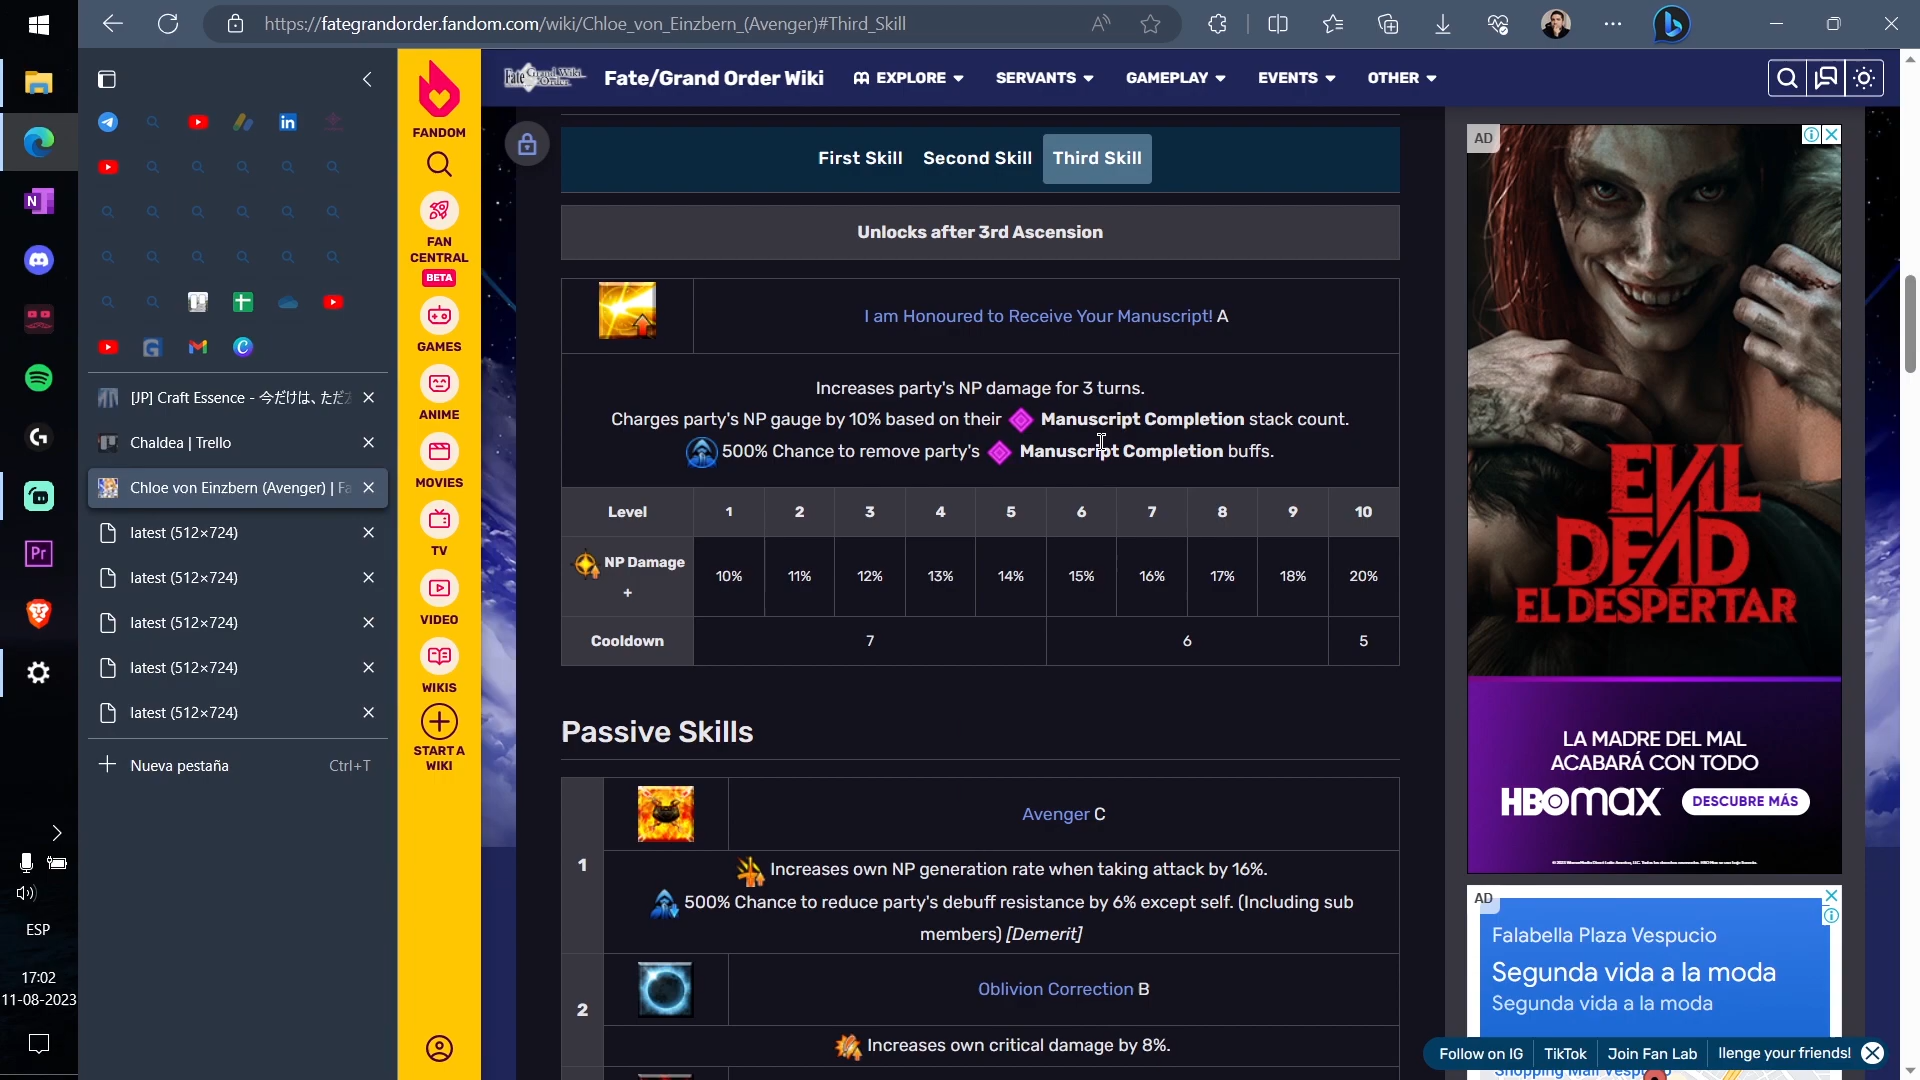 https://fategrandorder.fandom.com/wiki/Chloe_von_Einzbern_(Avenger)#Third_Skill
[JP] Craft Essence - 今だけは、ただ
Chaldea | Trello
Chloe von Einzbern (Avenger) | Fa
latest (512×724)
latest (512×724)
latest (512×724)
latest (512×724)
latest (512×724)
Nueva pestaña Ctrl+T
ESP
17:02
11-08-2023
FANDOM
FAN CENTRAL
BETA
GAMES
ANIME
MOVIES
TV
VIDEO
WIKIS
START A WIKI
Fate/Grand Order Wiki
EXPLORE SERVANTS GAMEPLAY EVENTS OTHER
First Skill Second Skill Third Skill
Unlocks after 3rd Ascension
I am Honoured to Receive Your Manuscript! A
Increases party's NP damage for 3 turns.
Charges party's NP gauge by 10% based on their Manuscript Completion stack count.
500% Chance to remove party's Manuscript Completion buffs.
Level 1 2 3 4 5 6 7 8 9 10
NP Damage + 10% 11% 12% 13% 14% 15% 16% 17% 18% 20%
Cooldown 7 6 5
Passive Skills
1
Avenger C
Increases own NP generation rate when taking attack by 16%.
500% Chance to reduce party's debuff resistance by 6% except self. (Including sub
members) [Demerit]
2
Oblivion Correction B
Increases own critical damage by 8%.
AD
EVIL
DEAD
EL DESPERTAR
LA MADRE DEL MAL
ACABARÁ CON TODO
HBOMAX DESCUBRE MÁS
AD
Falabella Plaza Vespucio
Segunda vida a la moda
Segunda vida a la moda
Follow on IG TikTok Join Fan Lab llenge your friends!